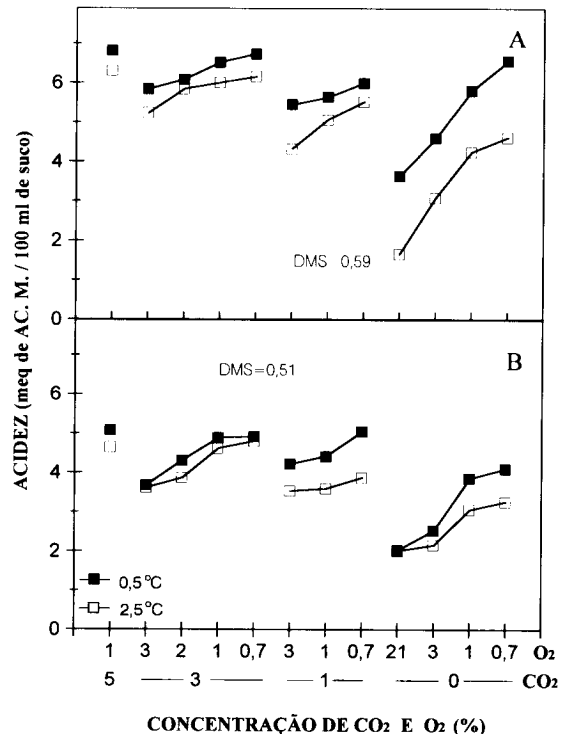 A
6
4
2
0
DMS 0,59
B
DMS=0,51
6
4
2
0
ACIDEZ (meq de AC. M. / 100 ml de suco)
0,5°C
2,5°C
1 3 2 1 0,7 3 1 0,7 21 3 1 0,7 O₂
5 3 1 0 CO₂
CONCENTRAÇÃO DE CO₂ E O₂ (%)